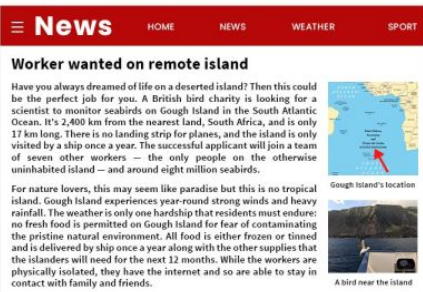 News
HOME NEWS WEATHER SPORT
Worker wanted on remote island
Have you always dreamed of life on a deserted island? Then this could
be the perfect job for you. A British bird charity is looking for a
scientist to monitor seabirds on Gough Island in the South Atlantic
Ocean. It's 2,400 km from the nearest land, South Africa, and is only
17 km long. There is no landing strip for planes, and the island is only
visited by a ship once a year. The successful applicant will join a team
of seven other workers — the only people on the otherwise
uninhabited island — and around eight million seabirds.
For nature lovers, this may seem like paradise but this is no tropical
island. Gough Island experiences year-round strong winds and heavy
rainfall. The weather is only one hardship that residents must endure:
no fresh food is permitted on Gough Island for fear of contaminating
the pristine natural environment. All food is either frozen or tinned
and is delivered by ship once a year along with the other supplies that
the islanders will need for the next 12 months. While the workers are
physically isolated, they have the internet and so are able to stay in
contact with family and friends.
Gough Island's location
A bird near the island